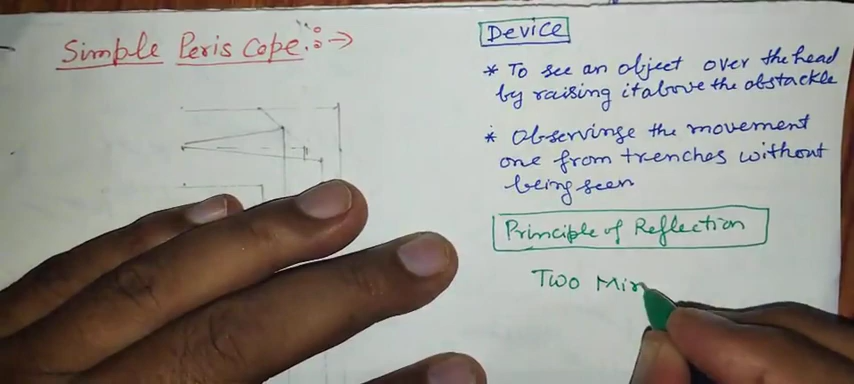 Simple Peris Cope:->
Device
* To see an object over the head
by raising it above the obstackle
* Observinge the movement
one from trenches without
being seen
Principle of Reflection
Two Mir